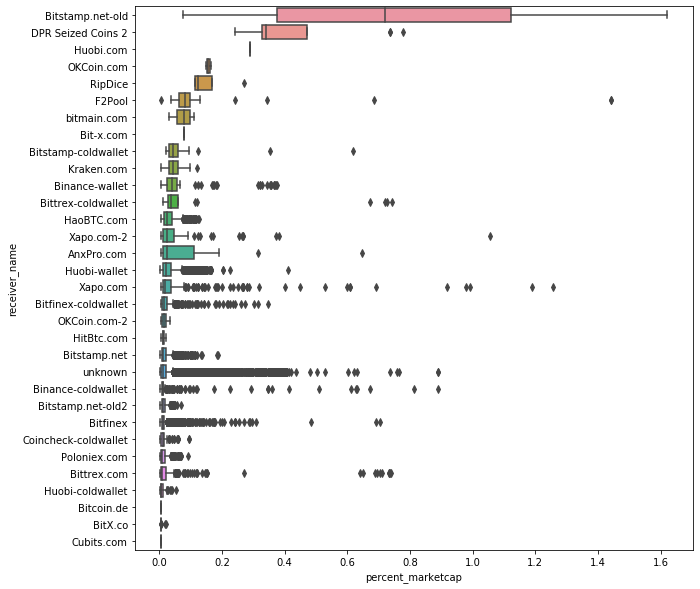 Bitstamp.net-old
DPR Seized Coins 2
Huobi.com
OKCoin.com
RipDice
F2Pool
bitmain.com
Bit-x.com
Bitstamp-coldwallet
Kraken.com
Binance-wallet
Bittrex-coldwallet
HaoBTC.com
Xapo.com-2
AnxPro.com
Huobi-wallet
Xapo.com
Bitfinex-coldwallet
OKCoin.com-2
HitBtc.com
Bitstamp.net
unknown
Binance-coldwallet
Bitstamp.net-old2
Bitfinex
Coincheck-coldwallet
Poloniex.com
Bittrex.com
Huobi-coldwallet
Bitcoin.de
BitX.co
Cubits.com
receiver_name
0.0 0.2 0.4 0.6 0.8 1.0 1.2 1.4 1.6
percent_marketcap